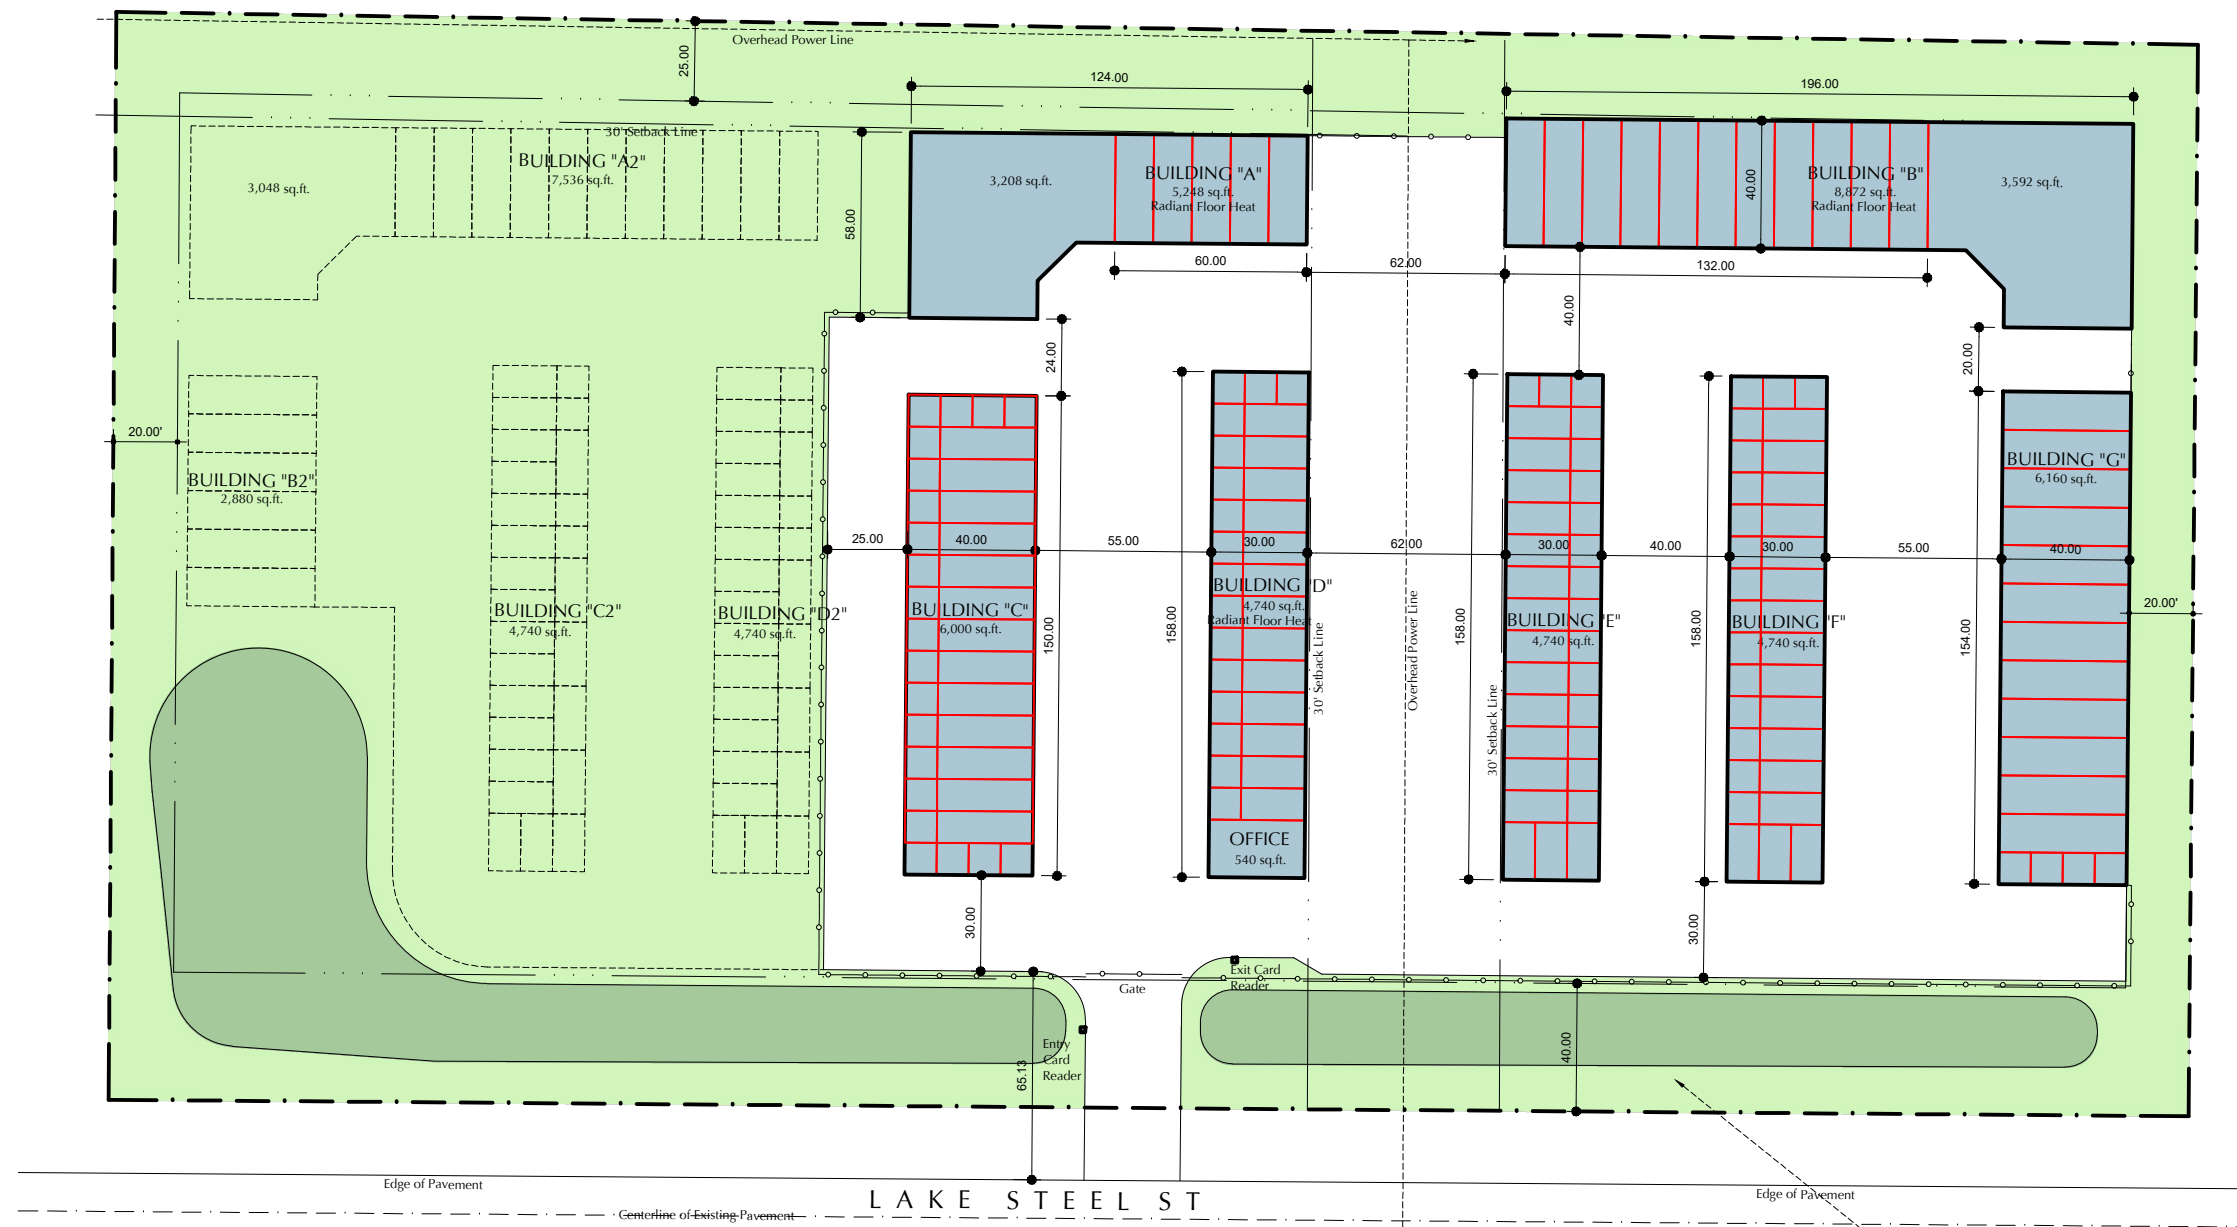 Overhead Power Line
25.00
124.00
196.00
30' Setback Line
BUILDING "A2"
7,536 sq.ft.
3,048 sq.ft.
3,208 sq.ft.
BUILDING "A"
5,248 sq.ft.
Radiant Floor Heat
40.00
BUILDING "B"
8,872 sq.ft.
Radiant Floor Heat
3,592 sq.ft.
58.00
60.00
62.00
132.00
40.00
24.00
20.00
20.00'
BUILDING "B2"
2,880 sq.ft.
BUILDING "G"
6,160 sq.ft.
25.00
40.00
55.00
30.00
62.00
30.00
40.00
30.00
55.00
40.00
BUILDING "C2"
4,740 sq.ft.
BUILDING "D2"
4,740 sq.ft.
BUILDING "C"
6,000 sq.ft.
150.00
158.00
BUILDING "D"
4,740 sq.ft.
Radiant Floor Heat
30' Setback Line
Overhead Power Line
158.00
30' Setback Line
BUILDING "E"
4,740 sq.ft.
158.00
BUILDING "F"
4,740 sq.ft.
154.00
20.00'
OFFICE
540 sq.ft.
30.00
30.00
Gate
Exit Card
Reader
Entry
Card
Reader
65.13
40.00
Edge of Pavement
LAKE STEEL ST
Edge of Pavement
Centerline of Existing Pavement